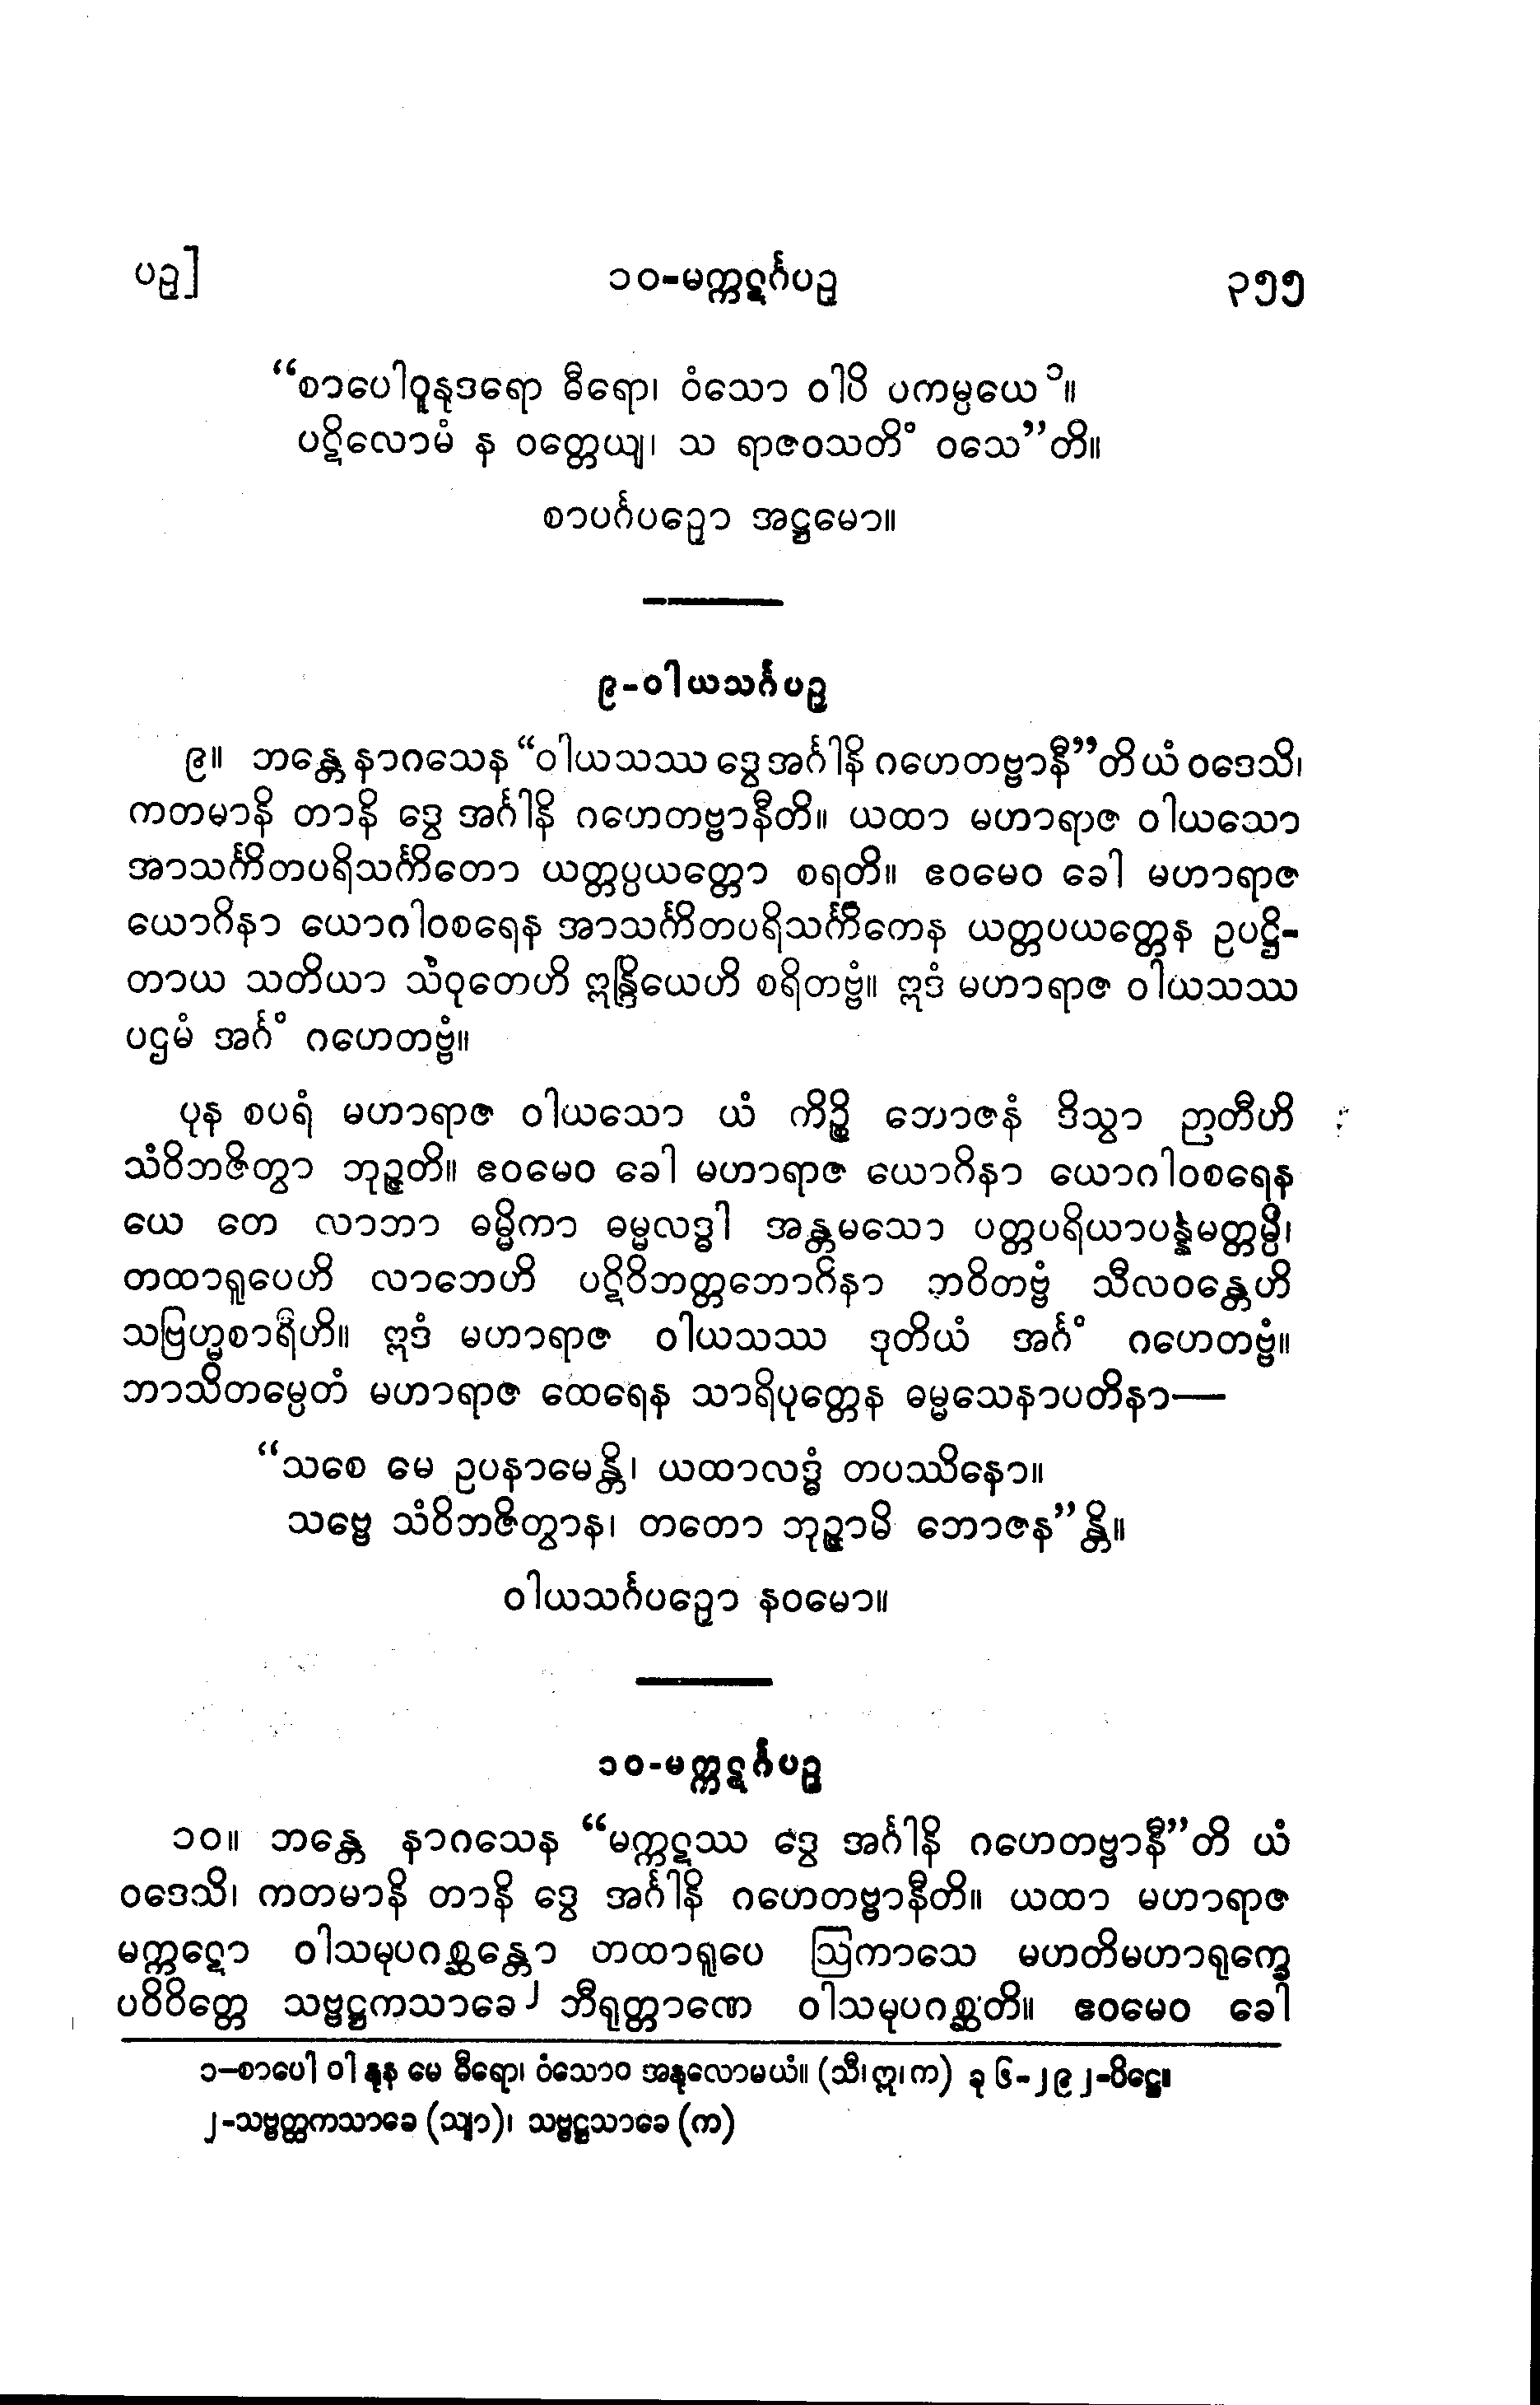 ပဉှ] ၁၀-မက္ကဋင်္ဂပဉှ ၃၅၅
“စာပေါဝူနုဒရော ဓီရော၊ ဝံသော ဝါပိ ပကမ္ပယေ ၁။
ပဋိလောမံ န ဝတ္တေယျ၊ သ ရာဇဝသတိံ ဝသေ”တိ။
စာပင်္ဂပဉှော အဋ္ဌမော။
၉-ဝါယသင်္ဂပဉှ
၉။ ဘန္တေ နာဂသေန “ဝါယသဿ ဒွေ အင်္ဂါနိ ဂဟေတဗ္ဗာနီ”တိ ယံ ဝဒေသိ၊
ကတမာနိ တာနိ ဒွေ အင်္ဂါနိ ဂဟေတဗ္ဗာနီတိ။ ယထာ မဟာရာဇ ဝါယသော
အာသင်္ကိတပရိသင်္ကိတော ယတ္တပ္ပယတ္တော စရတိ။ ဧဝမေဝ ခေါ မဟာရာဇ
ယောဂိနာ ယောဂါဝစရေန အာသင်္ကိတပရိသင်္ကိကေန ယတ္တပယတ္တေန ဥပဋ္ဌိ-
တာယ သတိယာ သံဝုတေဟိ ဣန္ဒြိယေဟိ စရိတဗ္ဗံ။ ဣဒံ မဟာရာဇ ဝါယသဿ
ပဌမံ အင်္ဂံ ဂဟေတဗ္ဗံ။
ပုန စပရံ မဟာရာဇ ဝါယသော ယံ ကိဉ္စိ ဘောဇနံ ဒိသွာ ဉာတီဟိ
သံဝိဘဇိတွာ ဘုဉ္ဇတိ။ ဧဝမေဝ ခေါ မဟာရာဇ ယောဂိနာ ယောဂါဝစရေန
ယေ တေ လာဘာ ဓမ္မိကာ ဓမ္မလဒ္ဓါ အန္တမသော ပတ္တပရိယာပန္နမတ္တမ္ပိ၊
တထာရူပေဟိ လာဘေဟိ ပဋိဝိဘတ္တဘောဂိနာ ဘဝိတဗ္ဗံ သီလဝန္တေဟိ
သဗြဟ္မစာရီဟိ။ ဣဒံ မဟာရာဇ ဝါယသဿ ဒုတိယံ အင်္ဂံ ဂဟေတဗ္ဗံ။
ဘာသိတမ္ပေတံ မဟာရာဇ ထေရေန သာရိပုတ္တေန ဓမ္မသေနာပတိနာ—
“သစေ မေ ဥပနာမေန္တိ၊ ယထာလဒ္ဓံ တပဿိနော။
သဗ္ဗေ သံဝိဘဇိတွာန၊ တတော ဘုဉ္ဇာမိ ဘောဇန”န္တိ။
ဝါယသင်္ဂပဉှော နဝမော။
၁၀-မက္ကဋင်္ဂပဉှ
၁၀။ ဘန္တေ နာဂသေန “မက္ကဋဿ ဒွေ အင်္ဂါနိ ဂဟေတဗ္ဗာနီ”တိ ယံ
ဝဒေသိ၊ ကတမာနိ တာနိ ဒွေ အင်္ဂါနိ ဂဟေတဗ္ဗာနီတိ။ ယထာ မဟာရာဇ
မက္ကဋော ဝါသမုပဂစ္ဆန္တော တထာရူပေ ဩကာသေ မဟတိမဟာရုက္ခေ
ပဝိဝိတ္တေ သဗ္ဗဋ္ဌကသာခေ ၂ ဘီရုတ္တာဏေ ဝါသမုပဂစ္ဆတိ။ ဧဝမေဝ ခေါ
၁—စာပေါ ဝါ နုန မေ ဓီရော၊ ဝံသောဝ အနုလောမယံ။ (သီ၊ ဣ၊ က) ခု ၆-၂၉၂-ပိဋ္ဌေ။
၂-သဗ္ဗတ္ထကသာခေ (သျာ)၊ သဗ္ဗဋ္ဌသာခေ (က)